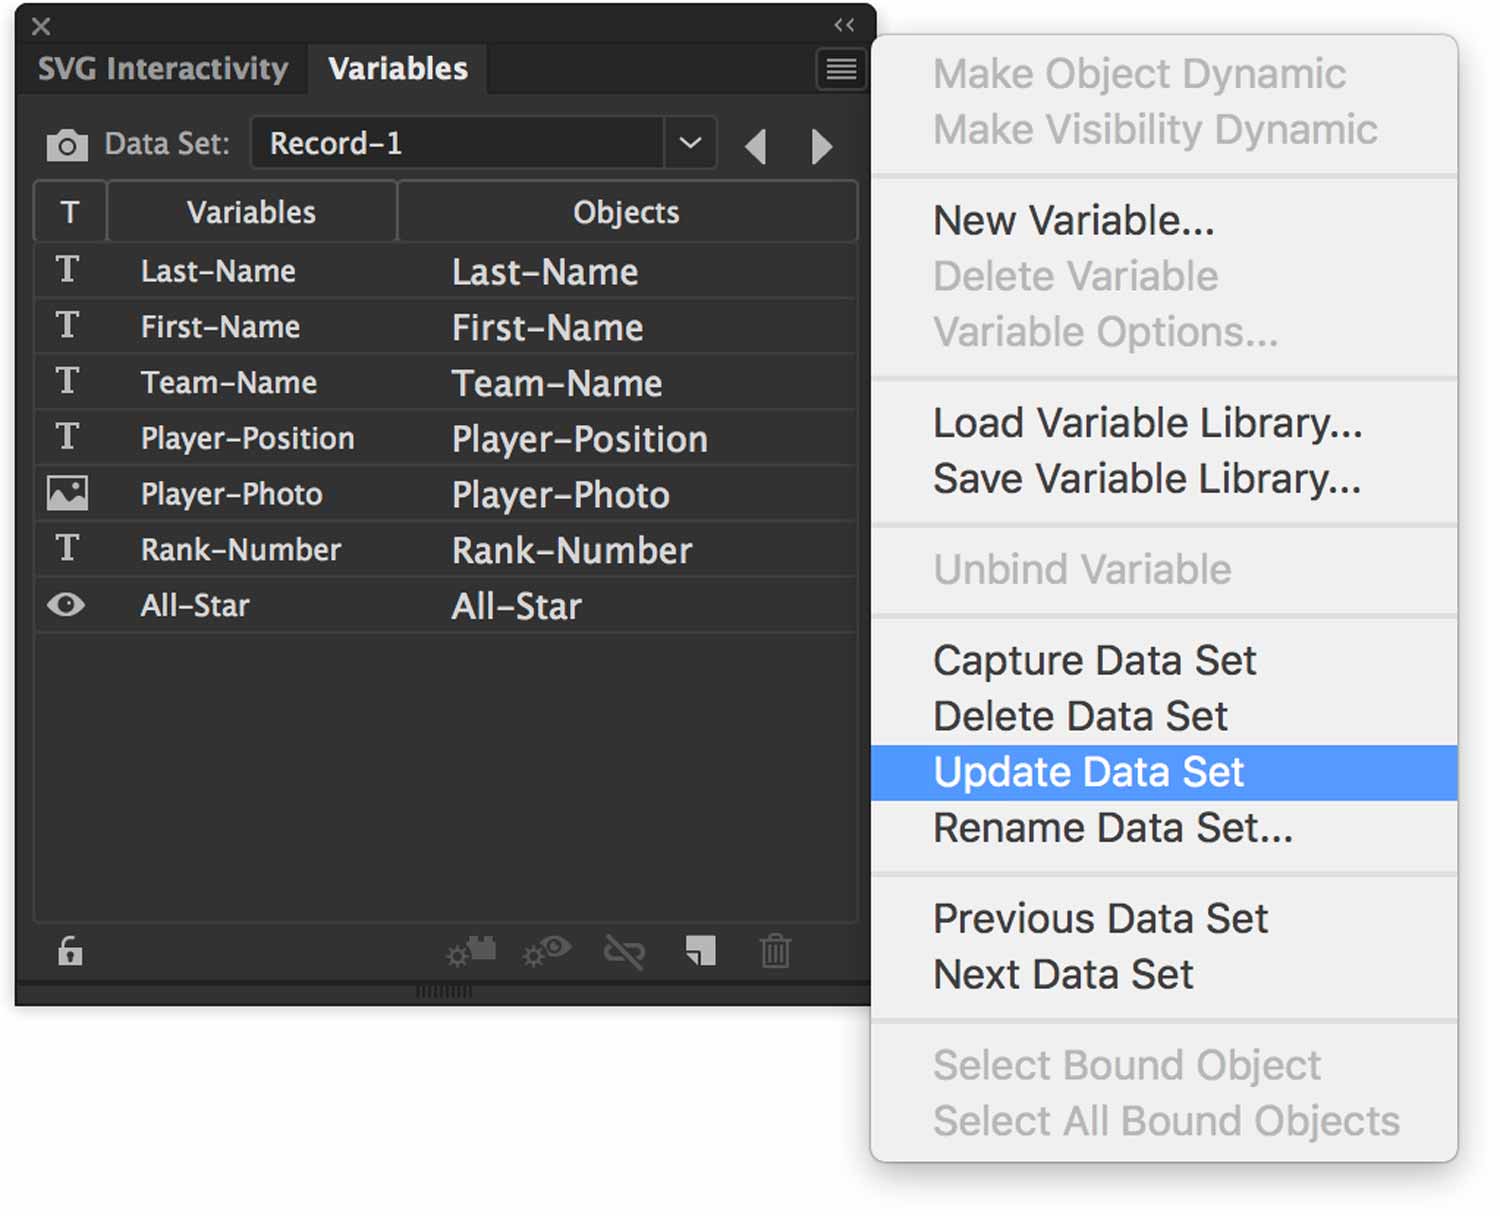 SVG Interactivity Variables
Data Set: Record-1
T Variables Objects
T Last-Name Last-Name
T First-Name First-Name
T Team-Name Team-Name
T Player-Position Player-Position
Player-Photo Player-Photo
T Rank-Number Rank-Number
All-Star All-Star
Make Object Dynamic
Make Visibility Dynamic
New Variable...
Delete Variable
Variable Options...
Load Variable Library...
Save Variable Library...
Unbind Variable
Capture Data Set
Delete Data Set
Update Data Set
Rename Data Set...
Previous Data Set
Next Data Set
Select Bound Object
Select All Bound Objects